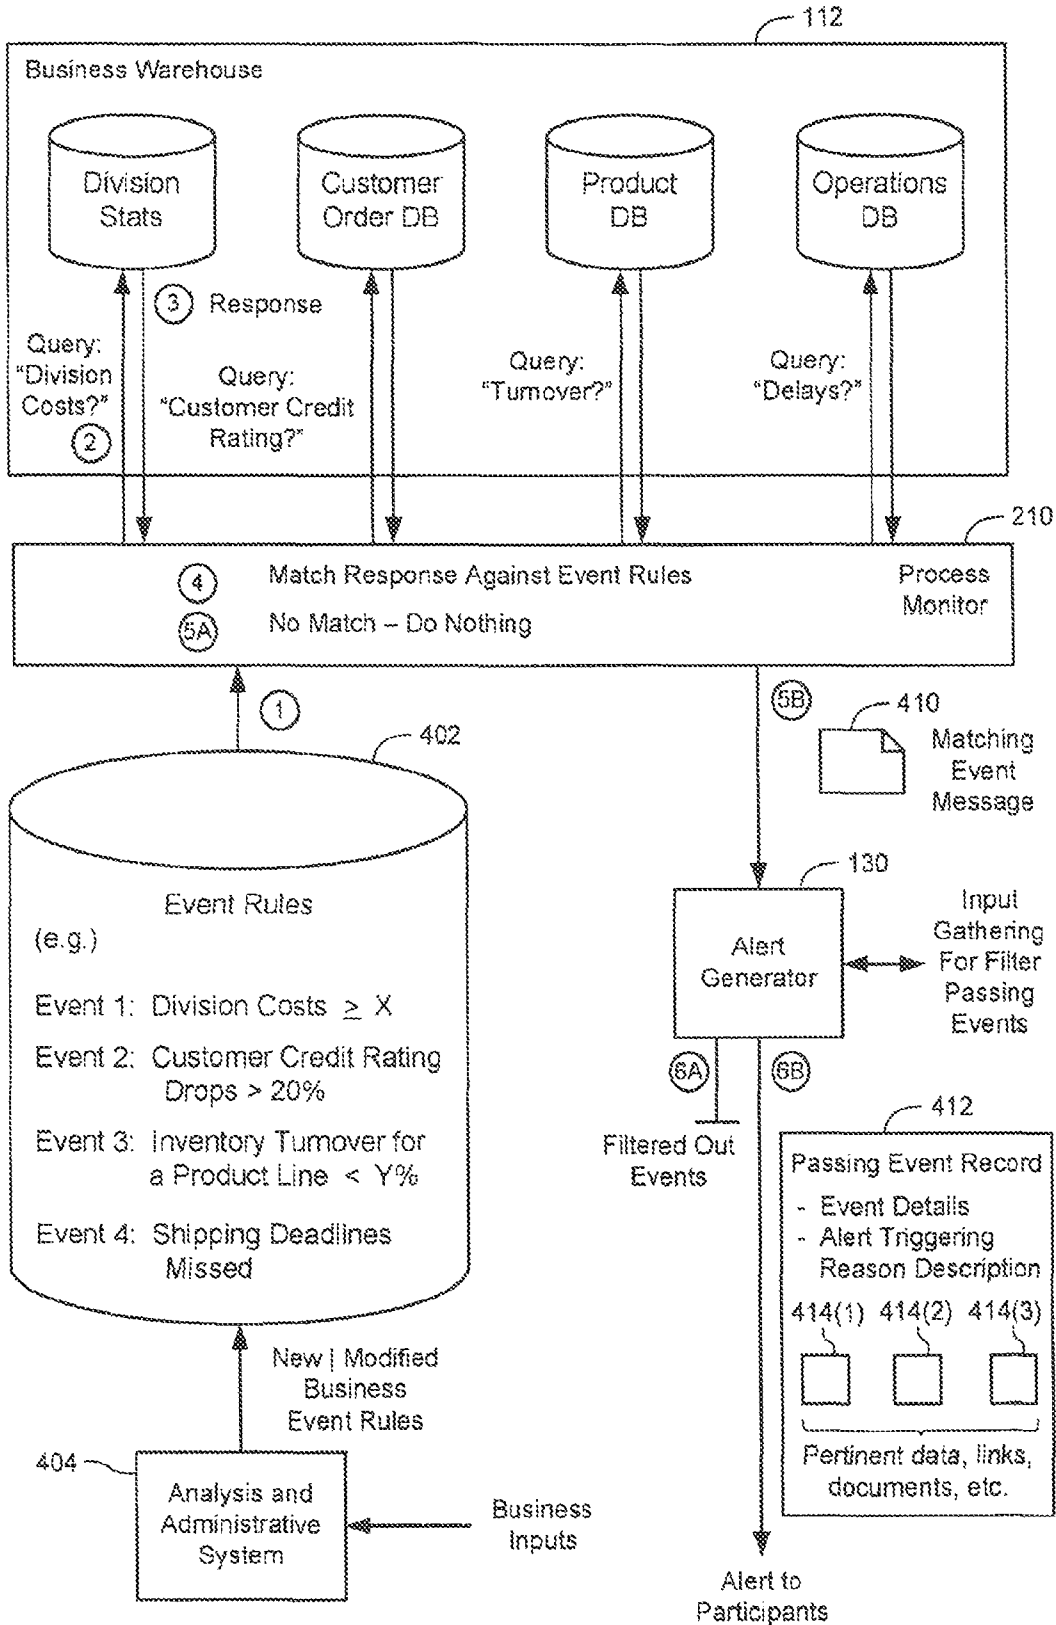 112
Business Warehouse
Division
Stats
Customer
Order DB
Product
DB
Operations
DB
3 Response
Query:
"Division
Costs?"
2
Query:
"Customer Credit
Rating?"
Query:
"Turnover?"
Query:
"Delays?"
210
4 Match Response Against Event Rules
5A No Match – Do Nothing
Process
Monitor
1
402
5B
410
Matching
Event
Message
Event Rules
(e.g.)
Event 1: Division Costs ≥ X
Event 2: Customer Credit Rating
Drops > 20%
Event 3: Inventory Turnover for
a Product Line < Y%
Event 4: Shipping Deadlines
Missed
130
Alert
Generator
Input
Gathering
For Filter
Passing
Events
6A
6B
Filtered Out
Events
412
Passing Event Record
- Event Details
- Alert Triggering
Reason Description
414(1) 414(2) 414(3)
Pertinent data, links,
documents, etc.
New | Modified
Business
Event Rules
404
Analysis and
Administrative
System
Business
Inputs
Alert to
Participants